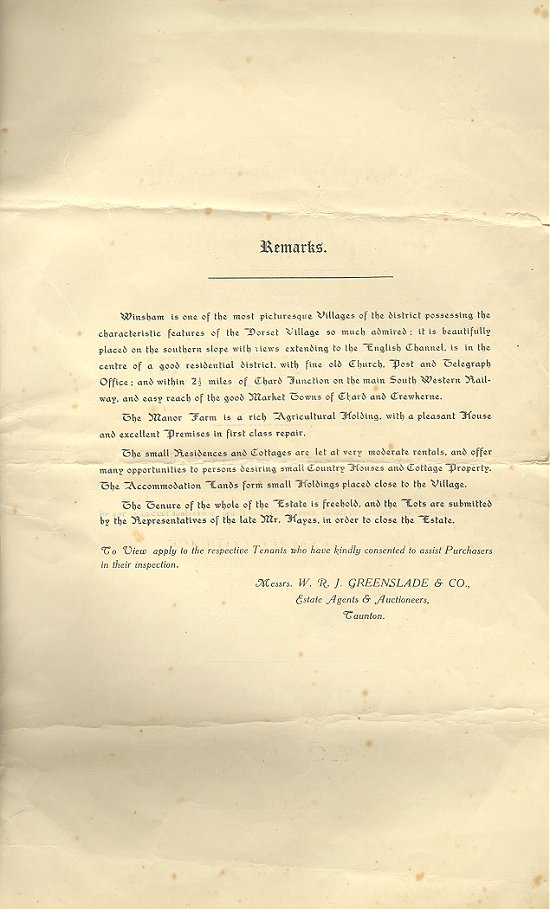 Remarks.
Winsham is one of the most picturesque Villages of the district possessing the
characteristic features of the Dorset Village so much admired; it is beautifully
placed on the southern slope with views extending to the English Channel, is in the
centre of a good residential district, with fine old Church, Post and Telegraph
Office; and within 2½ miles of Chard Junction on the main South Western Rail-
way, and easy reach of the good Market Towns of Chard and Crewkerne.
The Manor Farm is a rich Agricultural Holding, with a pleasant House
and excellent Premises in first class repair.
The small Residences and Cottages are let at very moderate rentals, and offer
many opportunities to persons desiring small Country Houses and Cottage Property.
The Accommodation Lands form small Holdings placed close to the Village.
The Tenure of the whole of the Estate is freehold, and the Lots are submitted
by the Representatives of the late Mr. Hayes, in order to close the Estate.
To View apply to the respective Tenants who have kindly consented to assist Purchasers
in their inspection.
Messrs. W. R. J. GREENSLADE & CO.,
Estate Agents & Auctioneers,
Taunton.